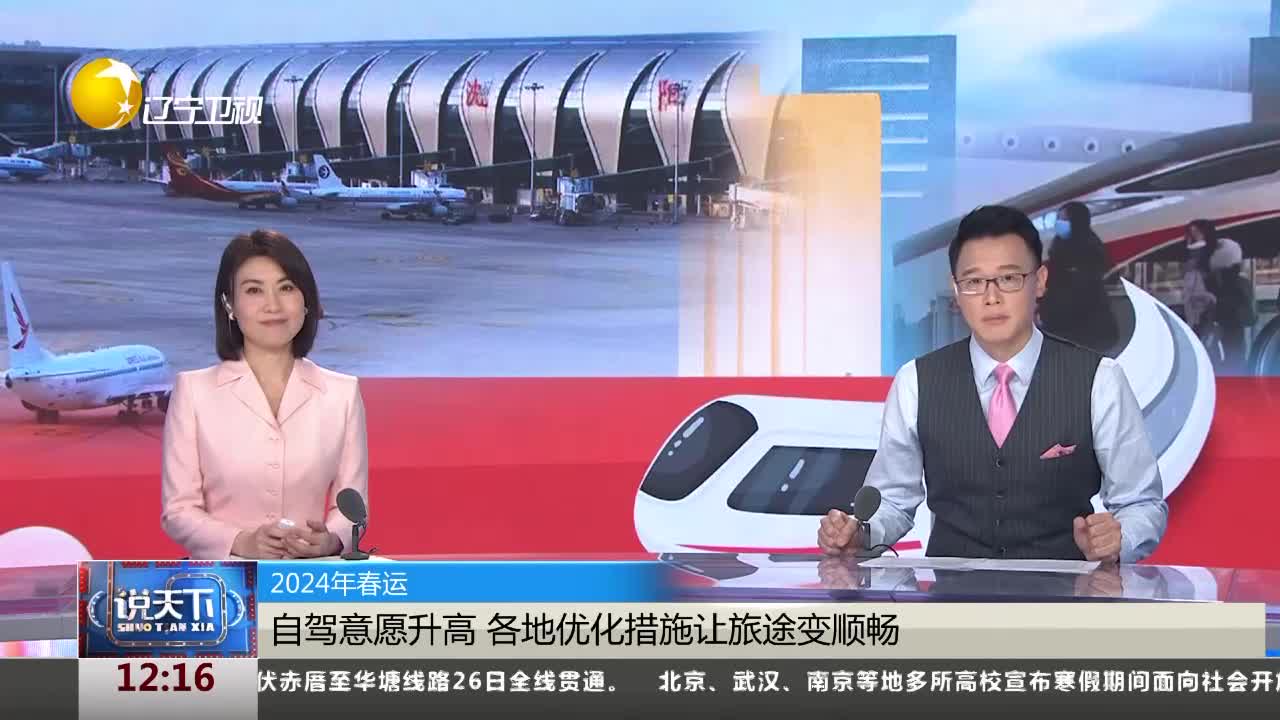 沈阳
辽宁卫视
2024年春运
说天下
SHUO TIAN XIA
自驾意愿升高 各地优化措施让旅途变顺畅
12:16
伏赤厝至华塘线路26日全线贯通。 北京、武汉、南京等地多所高校宣布寒假期间面向社会开放